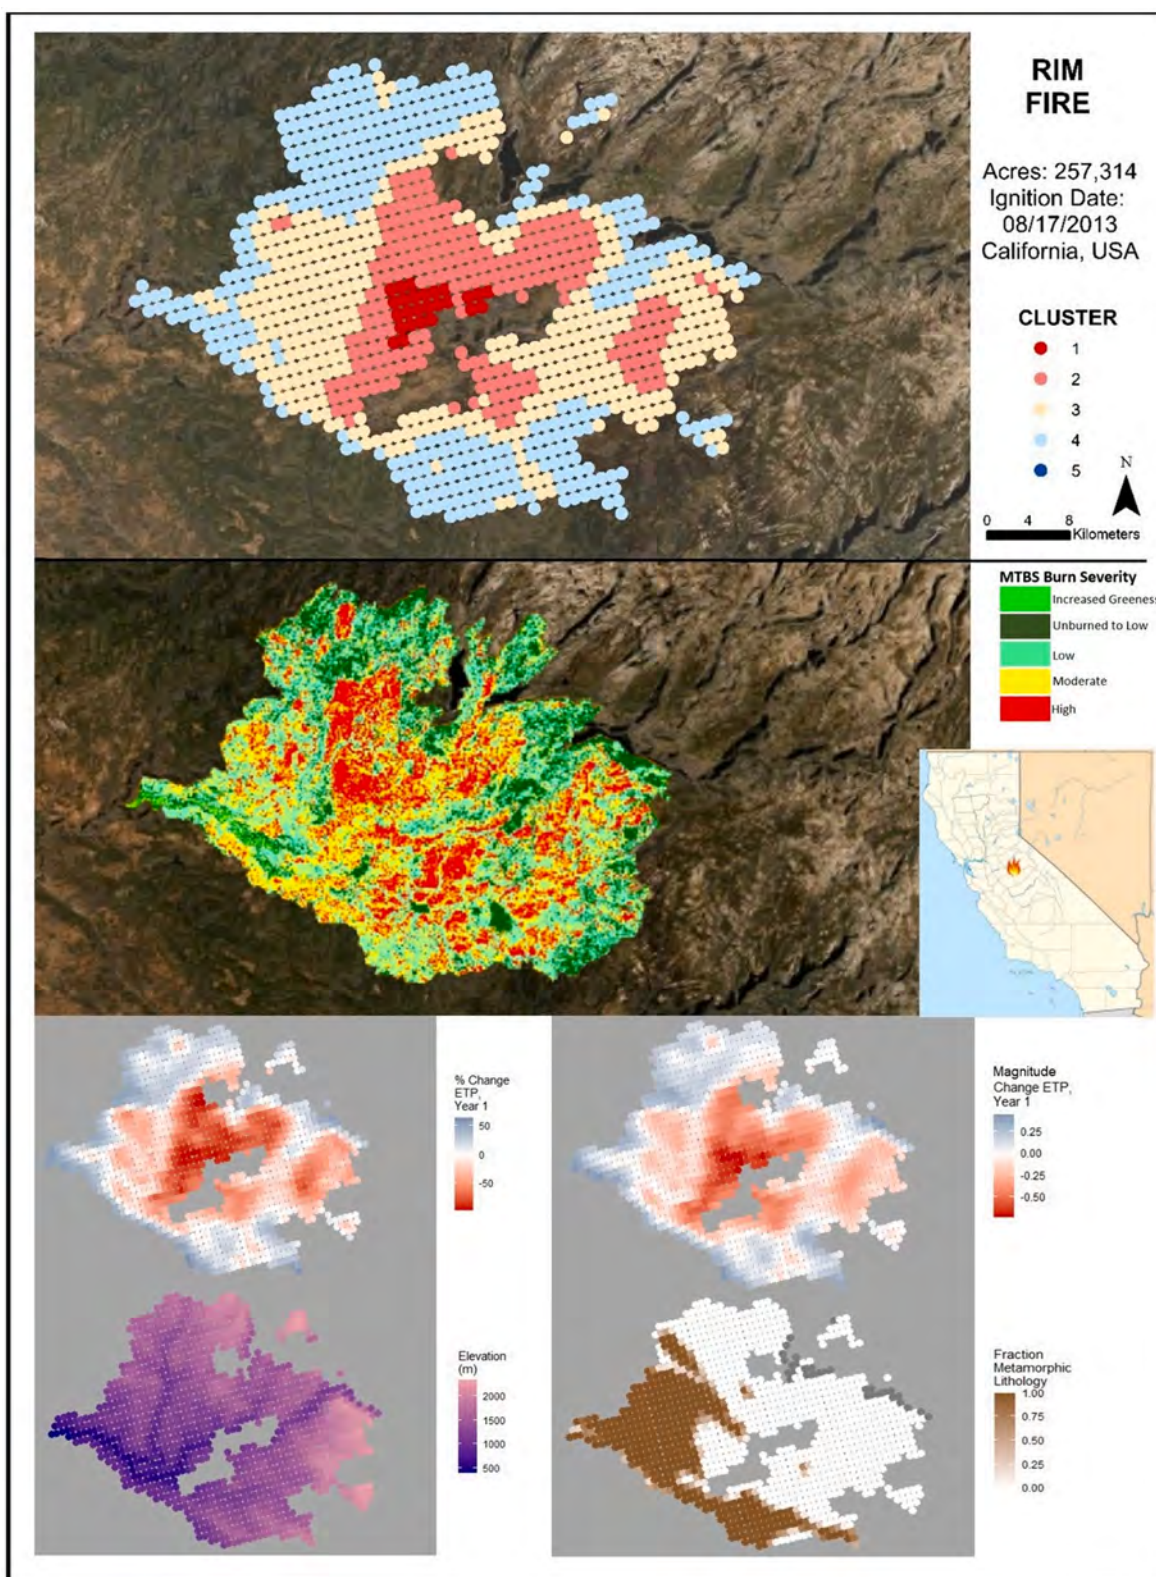 RIM
FIRE
Acres: 257,314
Ignition Date:
08/17/2013
California, USA
CLUSTER
1
2
3
4
5
N
0 4 8
Kilometers
MTBS Burn Severity
Increased Greeness
Unburned to Low
Low
Moderate
High
% Change
ETP,
Year 1
50
0
-50
Magnitude
Change ETP,
Year 1
0.25
0.00
-0.25
-0.50
Elevation
(m)
2000
1500
1000
500
Fraction
Metamorphic
Lithology
1.00
0.75
0.50
0.25
0.00